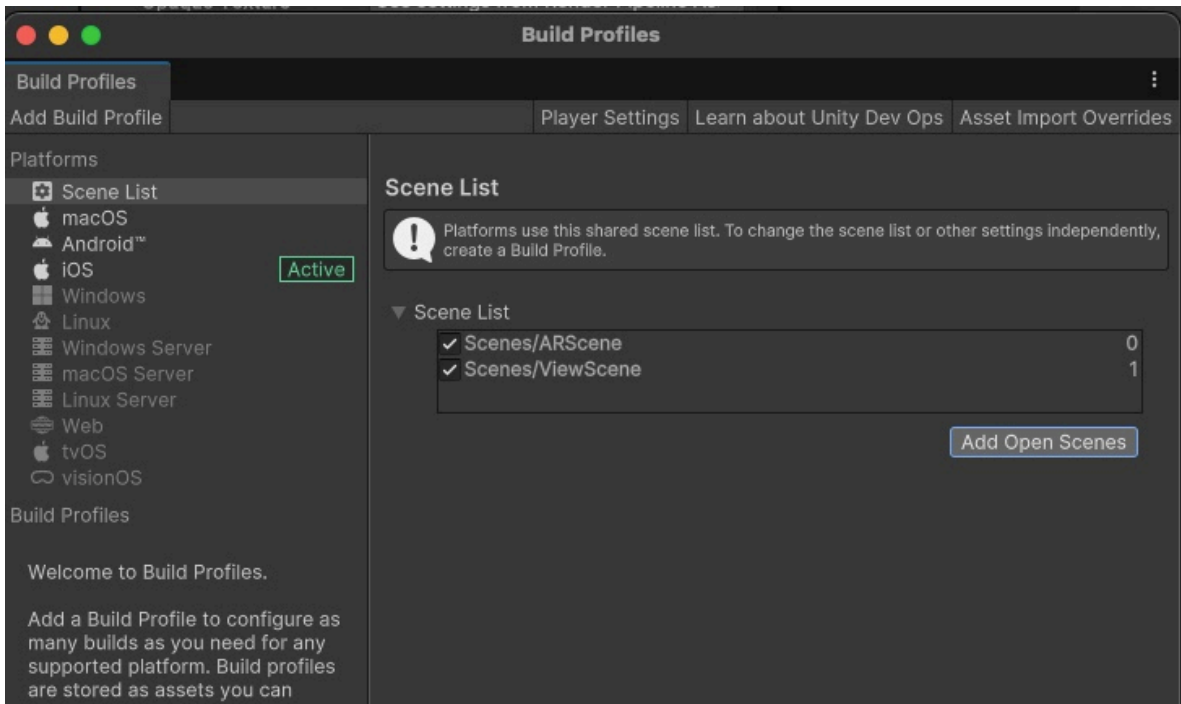 Build Profiles
Build Profiles
Add Build Profile
Player Settings
Learn about Unity Dev Ops
Asset Import Overrides
Platforms
Scene List
macOS
Android™
iOS
Active
Windows
Linux
Windows Server
macOS Server
Linux Server
Web
tvOS
visionOS
Build Profiles
Welcome to Build Profiles.
Add a Build Profile to configure as
many builds as you need for any
supported platform. Build profiles
are stored as assets you can
Scene List
Platforms use this shared scene list. To change the scene list or other settings independently,
create a Build Profile.
Scene List
Scenes/ARScene 0
Scenes/ViewScene 1
Add Open Scenes